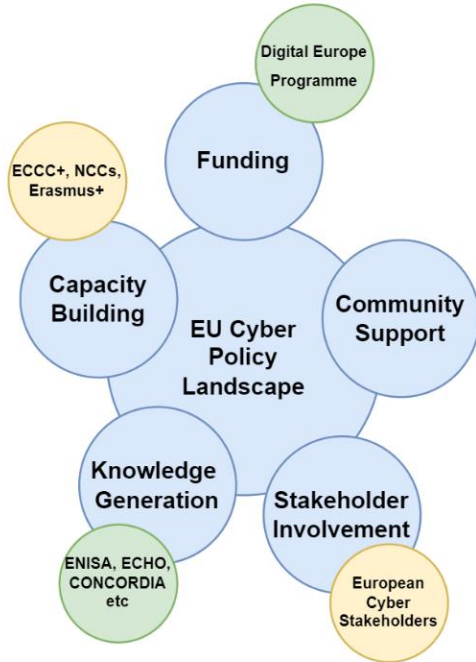 Digital Europe
Programme
Funding
ECCC+, NCCs,
Erasmus+
Capacity
Building
Community
Support
EU Cyber
Policy
Landscape
Knowledge
Generation
Stakeholder
Involvement
ENISA, ECHO,
CONCORDIA
etc
European
Cyber
Stakeholders